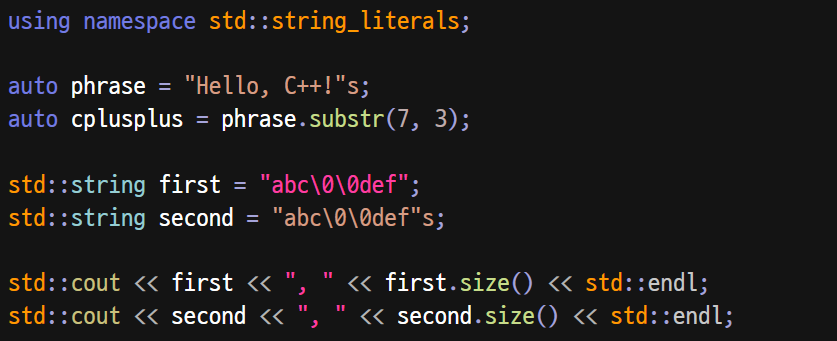 using namespace std::string_literals;
auto phrase = "Hello, C++!"s;
auto cplusplus = phrase.substr(7, 3);
std::string first = "abc\0\0def";
std::string second = "abc\0\0def"s;
std::cout << first << ", " << first.size() << std::endl;
std::cout << second << ", " << second.size() << std::endl;